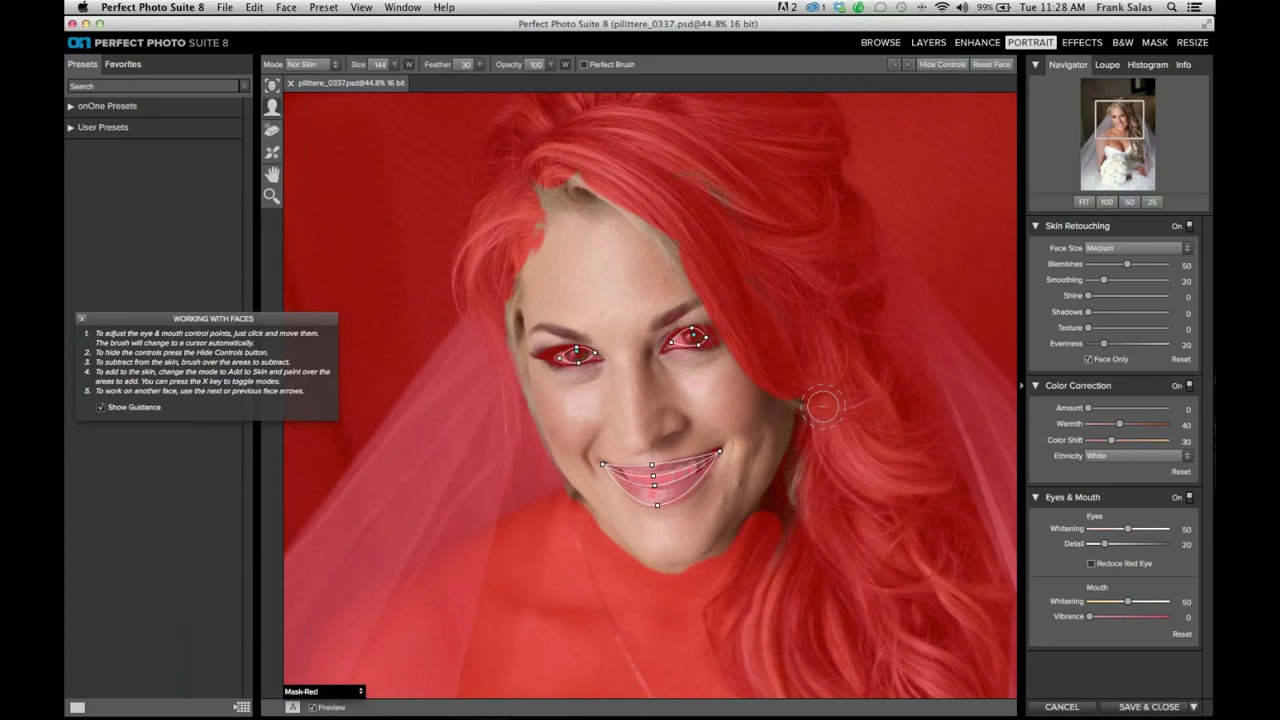 Perfect Photo Suite 8 File Edit Face Preset View Window Help 2 1 99% Tue 11:28 AM Frank Salas
Perfect Photo Suite 8 (pilittere_0337.psd@44.8% 16 bit)
on PERFECT PHOTO SUITE 8 BROWSE LAYERS ENHANCE PORTRAIT EFFECTS B&W MASK RESIZE
Presets Favorites
Mode Not Skin Size 144 W Feather 30 Opacity 100 W Perfect Brush Hide Controls Reset Face
Navigator Loupe Histogram Info
Search X
pilittere_0337.psd@44.8% 16 bit
onOne Presets
User Presets
FIT 100 50 25
Skin Retouching On
Face Size Medium
Blemishes 50
Smoothing 20
Shine 0
Shadows 0
Texture 0
Evenness 20
Face Only Reset
WORKING WITH FACES
1. To adjust the eye & mouth control points, just click and move them.
The brush will change to a cursor automatically.
2. To hide the controls press the Hide Controls button.
3. To subtract from the skin, brush over the areas to subtract.
4. To add to the skin, change the mode to Add to Skin and paint over the
areas to add. You can press the X key to toggle modes.
5. To work on another face, use the next or previous face arrows.
Show Guidance
Color Correction On
Amount 0
Warmth 40
Color Shift 30
Ethnicity White
Reset
Eyes & Mouth On
Eyes
Whitening 50
Detail 20
Reduce Red Eye
Mouth
Whitening 50
Vibrance 0
Reset
Mask-Red
A Preview
CANCEL SAVE & CLOSE